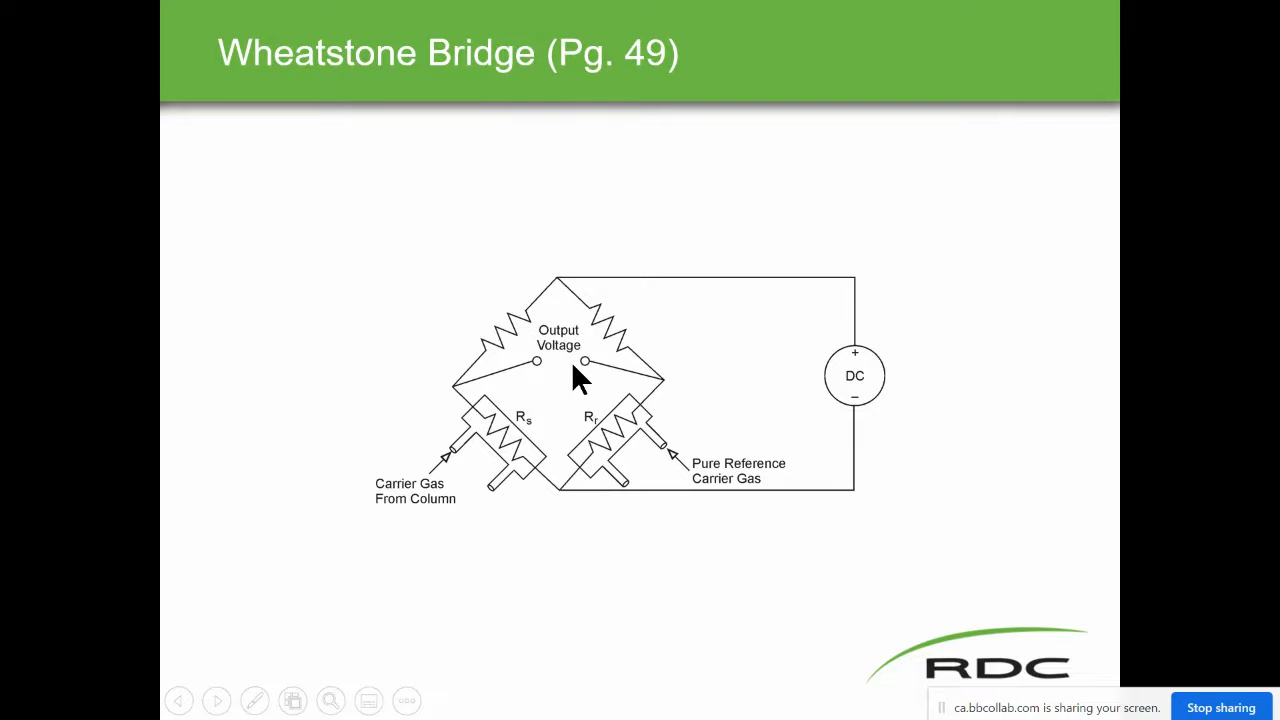 Wheatstone Bridge (Pg. 49)
Output
Voltage
+
DC
−
Rs
Rr
Pure Reference
Carrier Gas
Carrier Gas
From Column
RDC
ca.bbcollab.com is sharing your screen.
Stop sharing